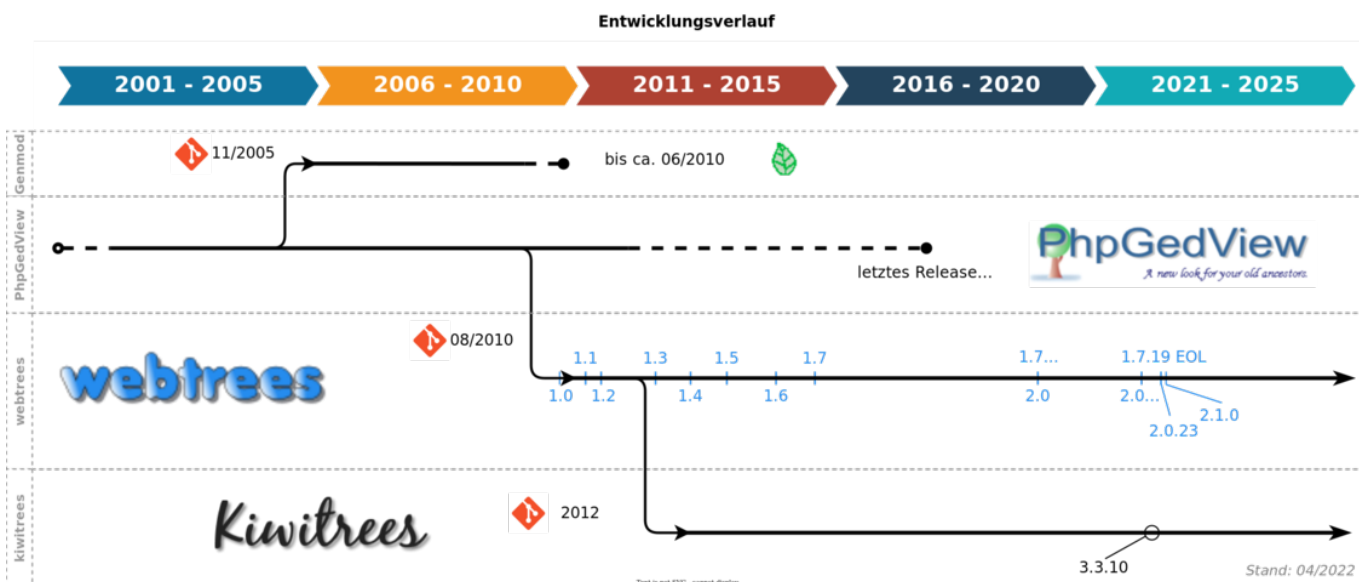 Entwicklungsverlauf
2001 - 2005
2006 - 2010
2011 - 2015
2016 - 2020
2021 - 2025
Genmod
11/2005
bis ca. 06/2010
PhpGedView
letztes Release...
PhpGedView
A new look for your old ancestors.
webtrees
webtrees
08/2010
1.1
1.3
1.5
1.7
1.7...
1.7.19 EOL
1.0
1.2
1.4
1.6
2.0
2.0...
2.1.0
2.0.23
kiwitrees
Kiwitrees
2012
3.3.10
Stand: 04/2022